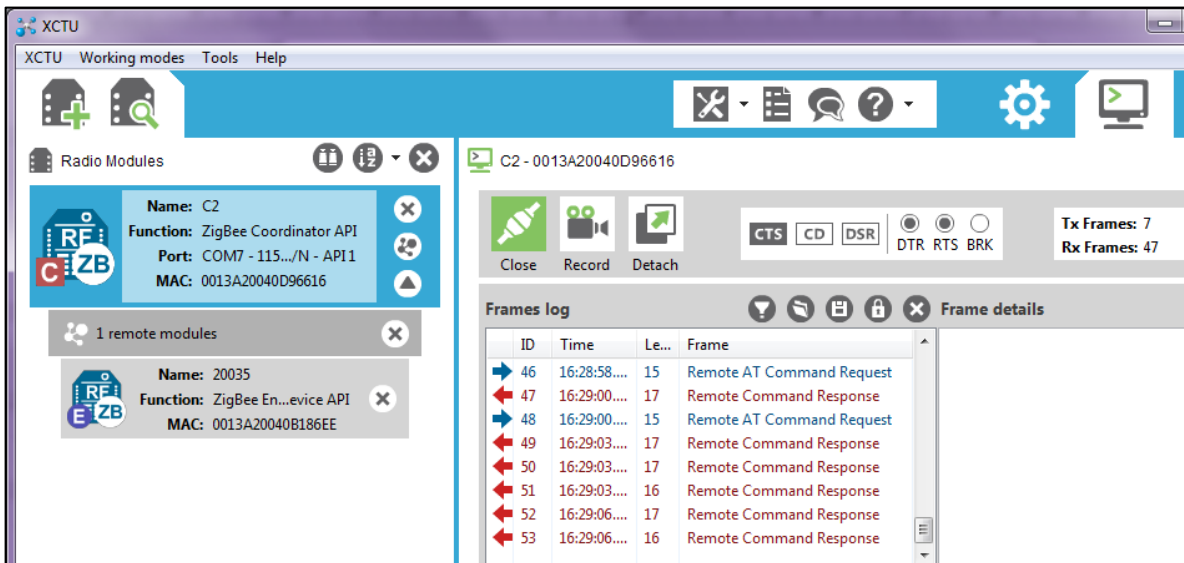 XCTU
XCTU Working modes Tools Help
Radio Modules
Name: C2
Function: ZigBee Coordinator API
Port: COM7 - 115.../N - API 1
MAC: 0013A20040D96616
RF
ZB
C
1 remote modules
Name: 20035
Function: ZigBee En...evice API
MAC: 0013A20040B186EE
RF
ZB
E
C2 - 0013A20040D96616
Close Record Detach
CTS CD DSR DTR RTS BRK
Tx Frames: 7
Rx Frames: 47
Frames log
Frame details
ID Time Le... Frame
46 16:28:58.... 15 Remote AT Command Request
47 16:29:00.... 17 Remote Command Response
48 16:29:00.... 15 Remote AT Command Request
49 16:29:03.... 17 Remote Command Response
50 16:29:03.... 17 Remote Command Response
51 16:29:03.... 16 Remote Command Response
52 16:29:06.... 17 Remote Command Response
53 16:29:06.... 16 Remote Command Response